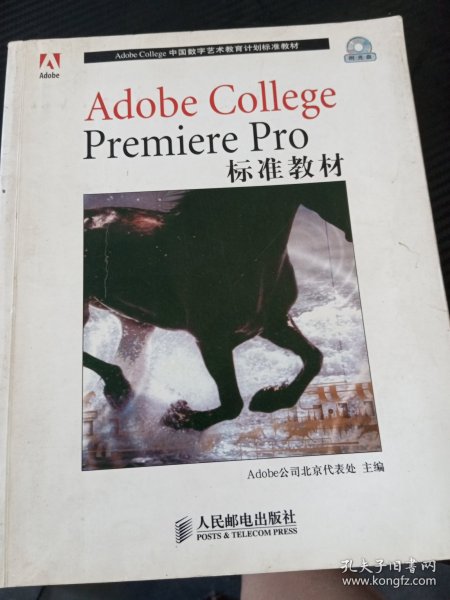 Adobe College 中国数字艺术教育计划标准教材
Adobe
附光盘
Adobe College
Premiere Pro
标准教材
Adobe公司北京代表处 主编
人民邮电出版社
POSTS & TELECOM PRESS
孔夫子旧书网
www.kongfz.com